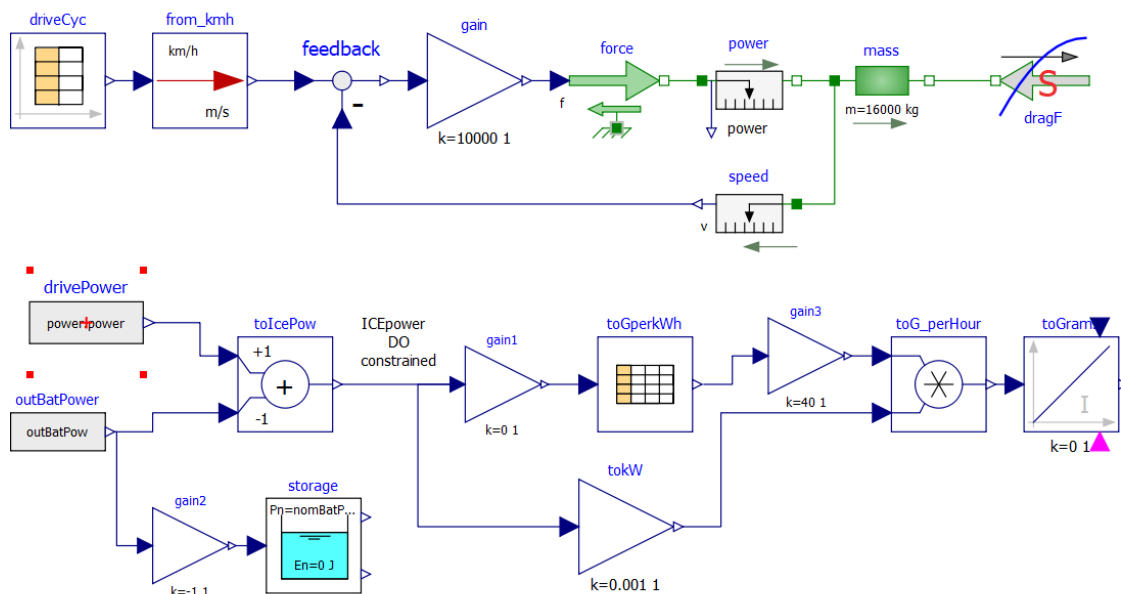 driveCyc
from_kmh
km/h
m/s
feedback
-
gain
k=10000 1
force
f
power
power
mass
m=16000 kg
S
dragF
speed
v
drivePower
power.power
outBatPower
outBatPow
toIcePow
+1
+
-1
ICEpower
DO
constrained
gain1
k=0 1
toGperkWh
gain3
k=40 1
toG_perHour
toGrams
I
k=0 1
gain2
k=-1 1
storage
Pn=nomBatP...
En=0 J
tokW
k=0.001 1